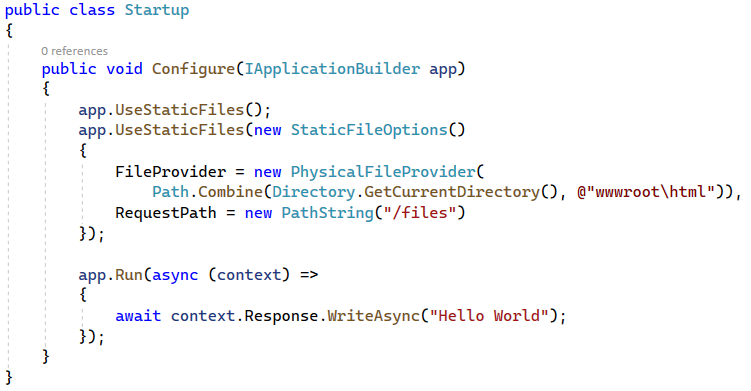 public class Startup
{
0 references
public void Configure(IApplicationBuilder app)
{
app.UseStaticFiles();
app.UseStaticFiles(new StaticFileOptions()
{
FileProvider = new PhysicalFileProvider(
Path.Combine(Directory.GetCurrentDirectory(), @"wwwroot\html")),
RequestPath = new PathString("/files")
});
app.Run(async (context) =>
{
await context.Response.WriteAsync("Hello World");
});
}
}